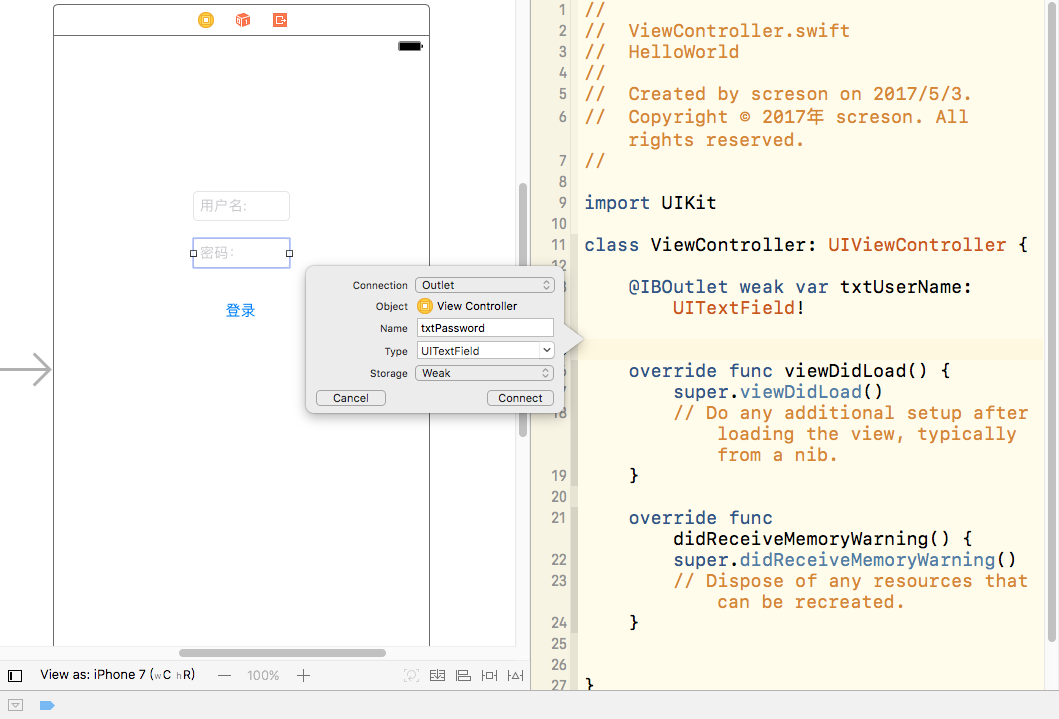 用户名:
密码:
登录
Connection Outlet
Object View Controller
Name txtPassword
Type UITextField
Storage Weak
Cancel Connect
View as: iPhone 7 (wC hR) — 100% +
1 //
2 // ViewController.swift
3 // HelloWorld
4 //
5 // Created by screson on 2017/5/3.
6 // Copyright © 2017年 screson. All
rights reserved.
7 //
8
9 import UIKit
10
11 class ViewController: UIViewController {
12
@IBOutlet weak var txtUserName:
UITextField!
override func viewDidLoad() {
super.viewDidLoad()
18 // Do any additional setup after
loading the view, typically
from a nib.
19 }
20
21 override func
didReceiveMemoryWarning() {
22 super.didReceiveMemoryWarning()
23 // Dispose of any resources that
can be recreated.
24 }
25
26
27 }